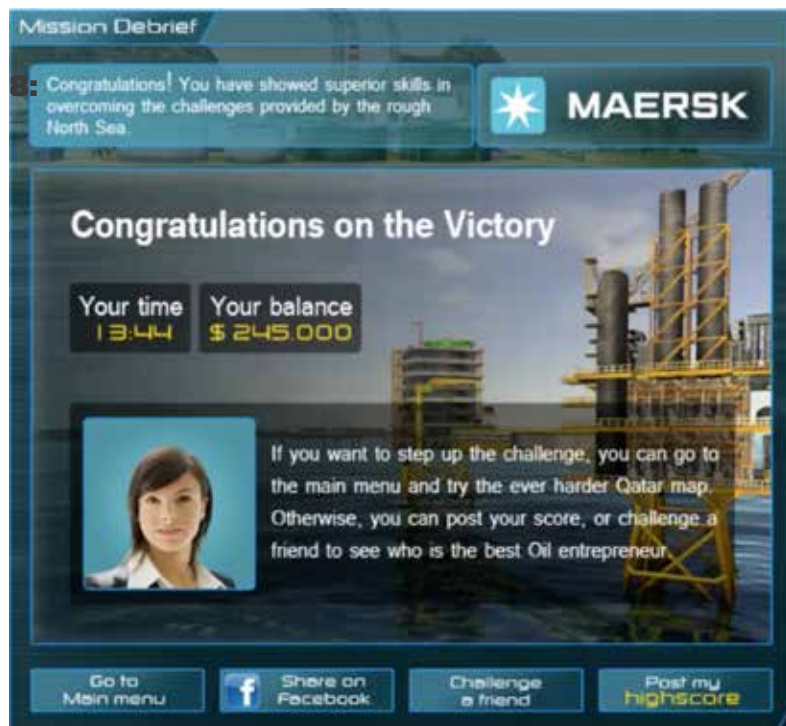 Mission Debrief
8:
Congratulations! You have showed superior skills in
overcoming the challenges provided by the rough
North Sea.
MAERSK
Congratulations on the Victory
Your time
13:44
Your balance
$ 245.000
If you want to step up the challenge, you can go to
the main menu and try the ever harder Qatar map.
Otherwise, you can post your score, or challenge a
friend to see who is the best Oil entrepreneur.
Go to
Main menu
f
Share on
Facebook
Challenge
a friend
Post my
highscore